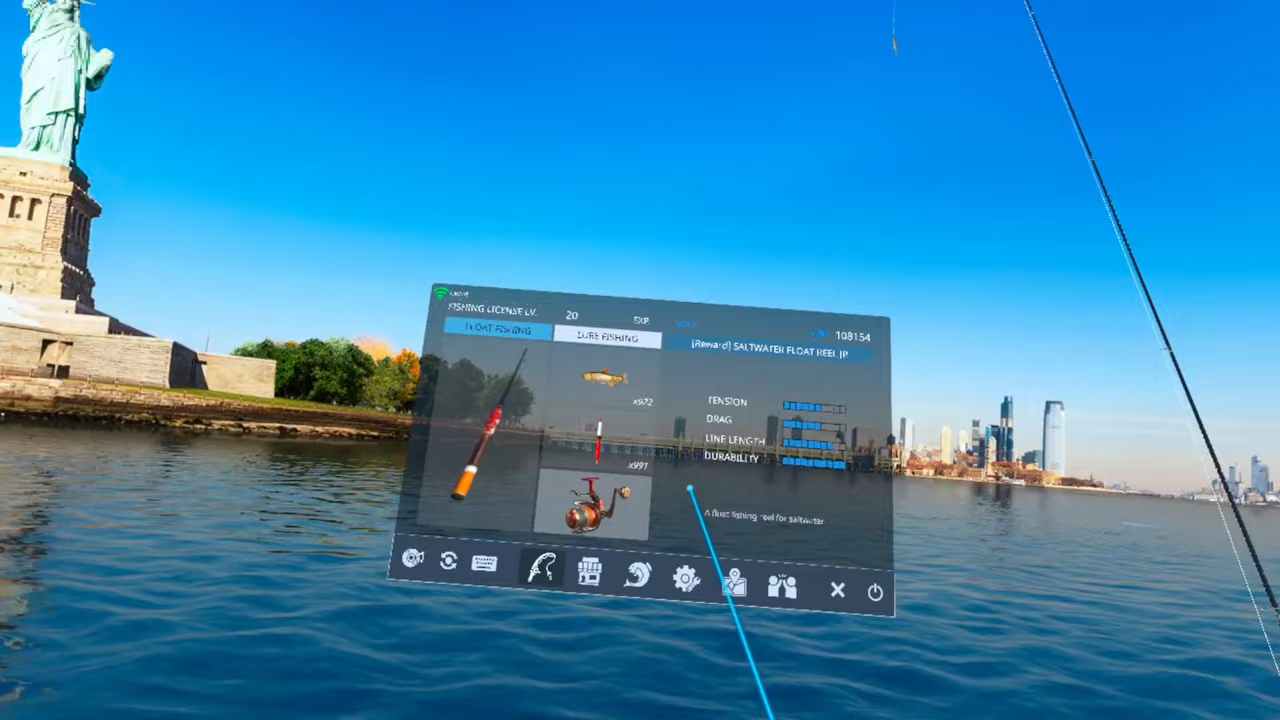 FISHING LICENSE LV. 20 EXP.
108154
FLOAT FISHING
LURE FISHING
[Reward] SALTWATER FLOAT REEL JP
x972
TENSION
DRAG
LINE LENGTH
x991
DURABILITY
A float fishing reel for saltwater